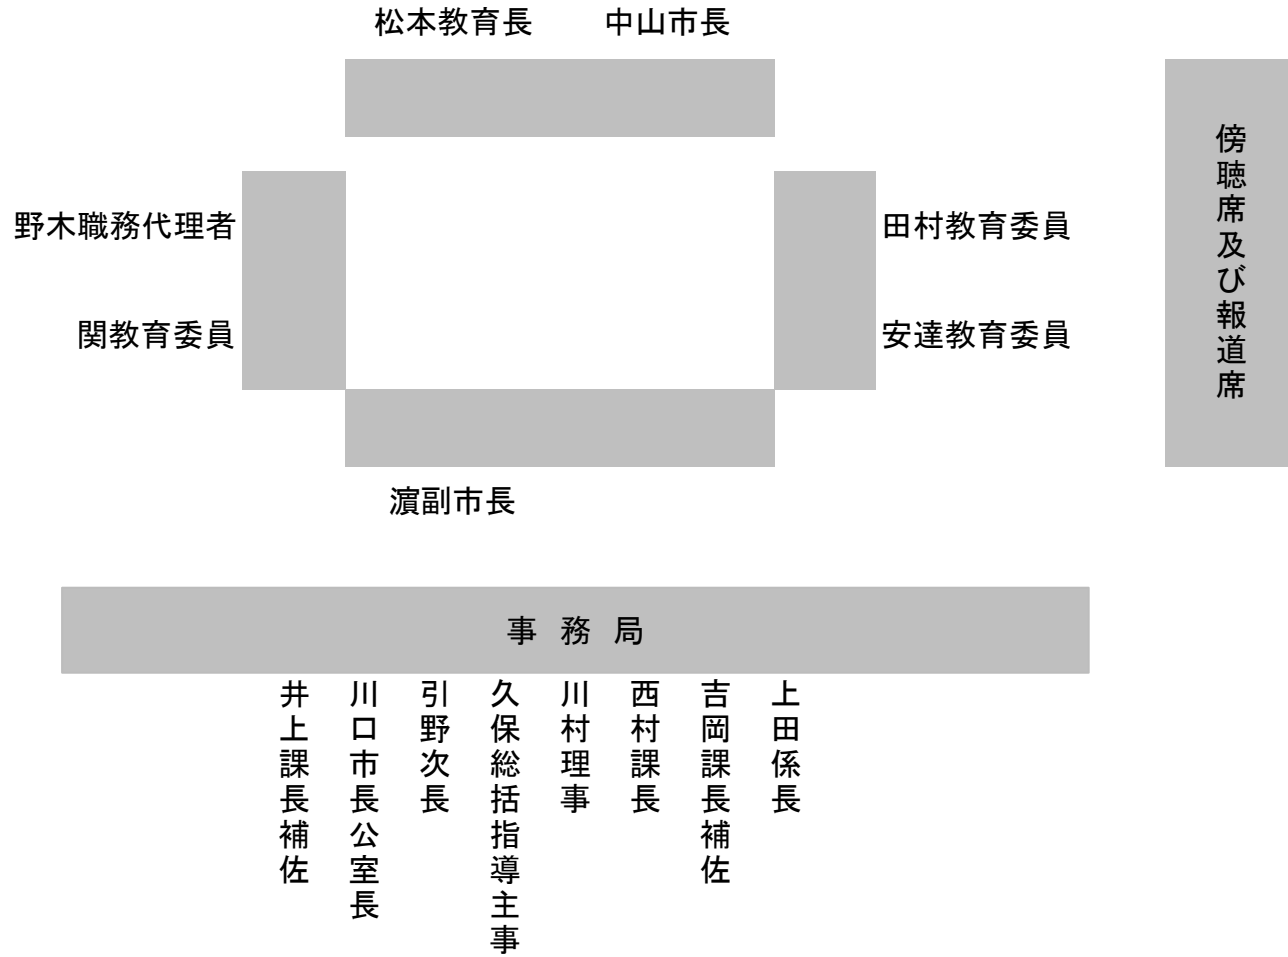 松本教育長　中山市長
傍聴席及び報道席
野木職務代理者
田村教育委員
関教育委員
安達教育委員
濵副市長
事務局
井上課長補佐
川口市長公室長
引野次長
久保総括指導主事
川村理事
西村課長
吉岡課長補佐
上田係長